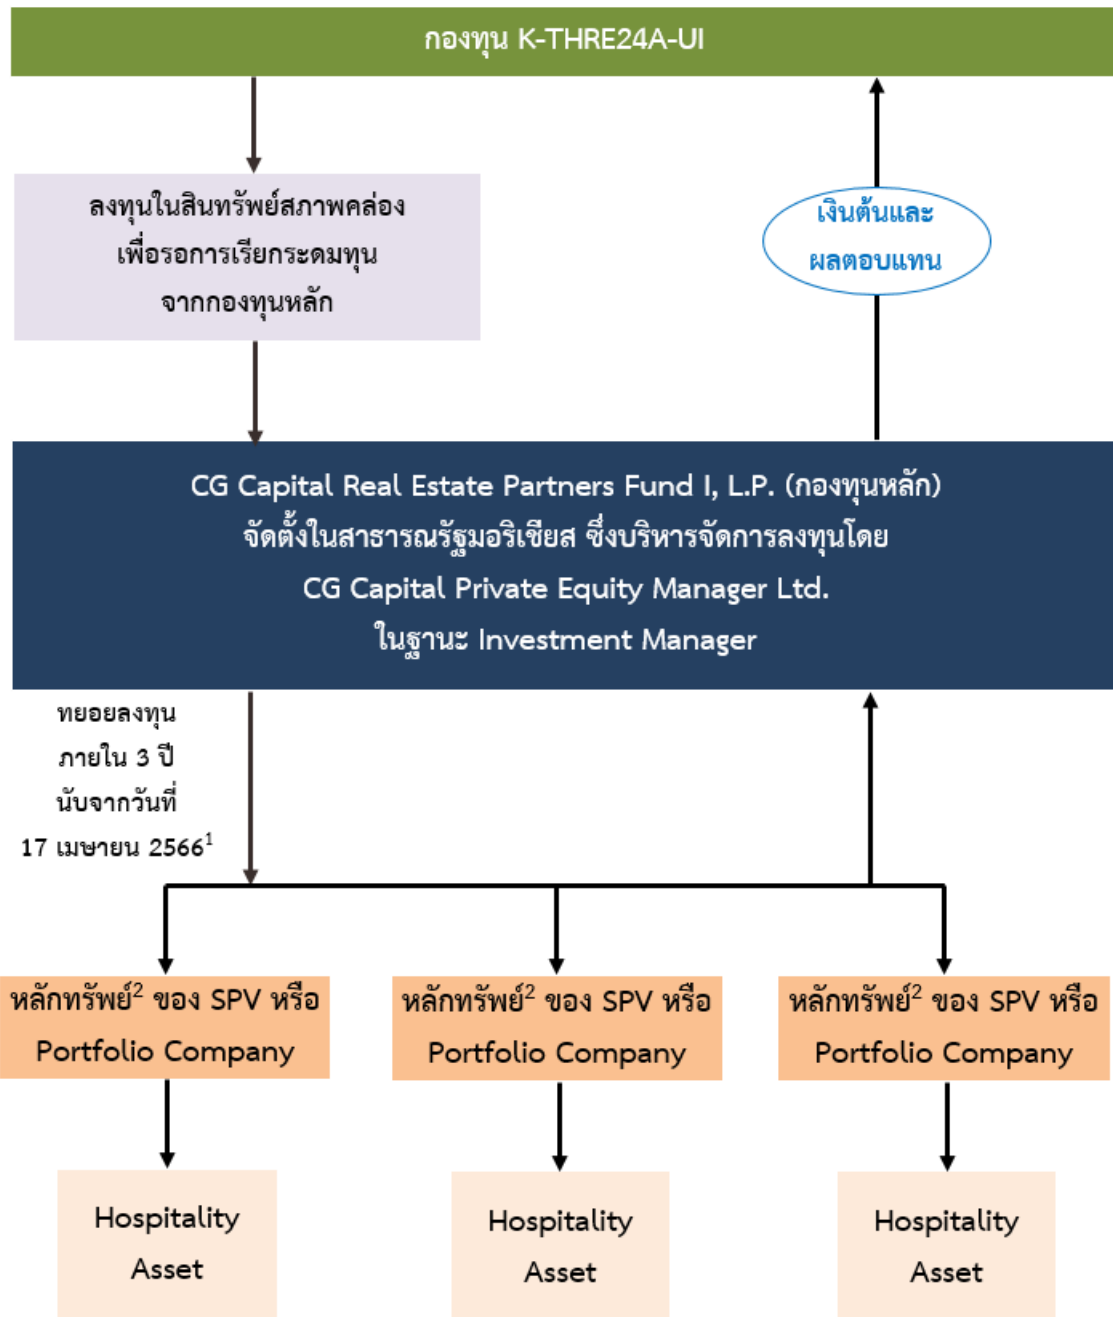 กองทุน K-THRE24A-UI
ลงทุนในสินทรัพย์สภาพคล่อง
เพื่อรอการเรียกระดมทุน
จากกองทุนหลัก
เงินต้นและ
ผลตอบแทน
CG Capital Real Estate Partners Fund I, L.P. (กองทุนหลัก)
จัดตั้งในสาธารณรัฐมอริเชียส ซึ่งบริหารจัดการลงทุนโดย
CG Capital Private Equity Manager Ltd.
ในฐานะ Investment Manager
ทยอยลงทุน
ภายใน 3 ปี
นับจากวันที่
17 เมษายน 2566¹
หลักทรัพย์² ของ SPV หรือ
Portfolio Company
หลักทรัพย์² ของ SPV หรือ
Portfolio Company
หลักทรัพย์² ของ SPV หรือ
Portfolio Company
Hospitality
Asset
Hospitality
Asset
Hospitality
Asset